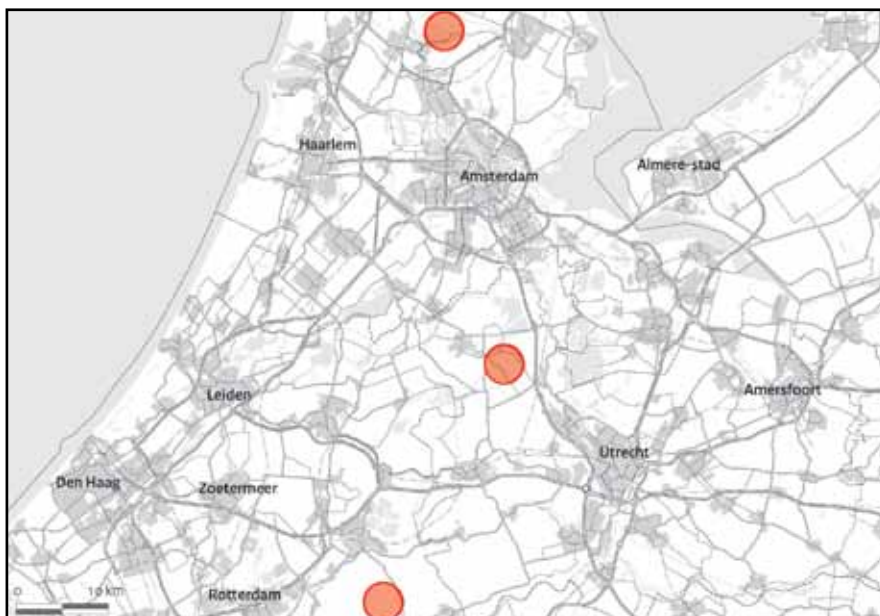 Haarlem
Almere-stad
Amsterdam
Leiden
Amersfoort
Utrecht
Den Haag
Zoetermeer
0 10 km
Rotterdam